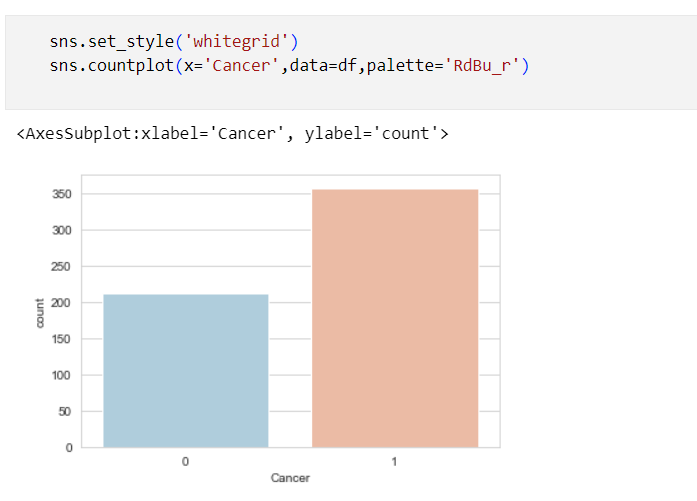 sns.set_style('whitegrid')
sns.countplot(x='Cancer',data=df,palette='RdBu_r')
<AxesSubplot:xlabel='Cancer', ylabel='count'>
350
300
250
200
150
100
50
0
count
0 1
Cancer